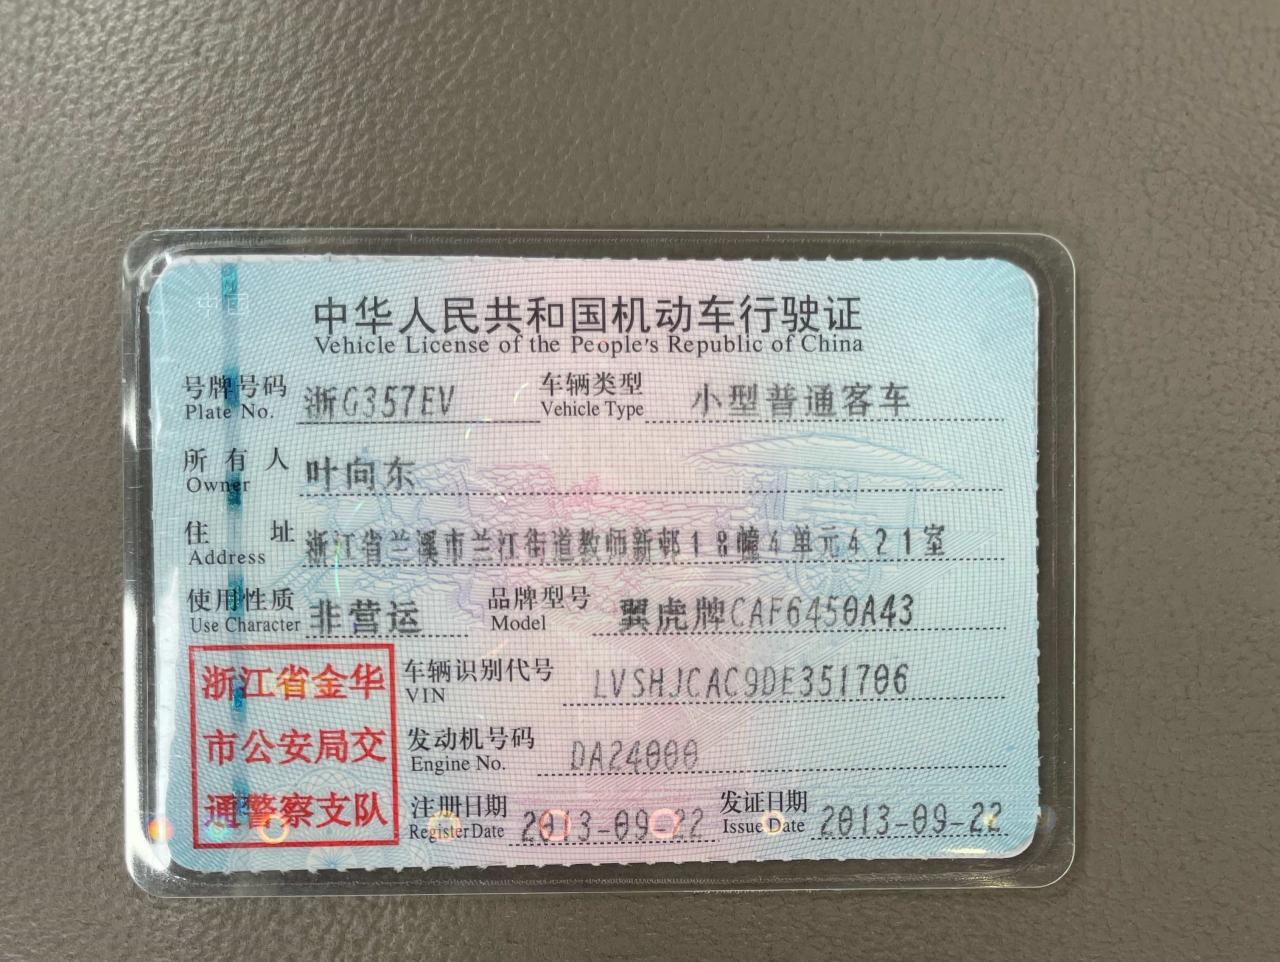 中国
中华人民共和国机动车行驶证
Vehicle License of the People's Republic of China
号牌号码 浙G357EV 车辆类型 小型普通客车
Plate No. Vehicle Type
所有人 叶向东
Owner
住址 浙江省兰溪市兰江街道教师新邨18幢4单元421室
Address
使用性质 非营运 品牌型号 翼虎牌CAF6450A43
Use Character Model
浙江省金华 车辆识别代号 LVSHJCAC9DE351706
VIN
市公安局交 发动机号码 DA24000
Engine No.
通警察支队 注册日期 2013-09-22 发证日期 2013-09-22
Register Date Issue Date